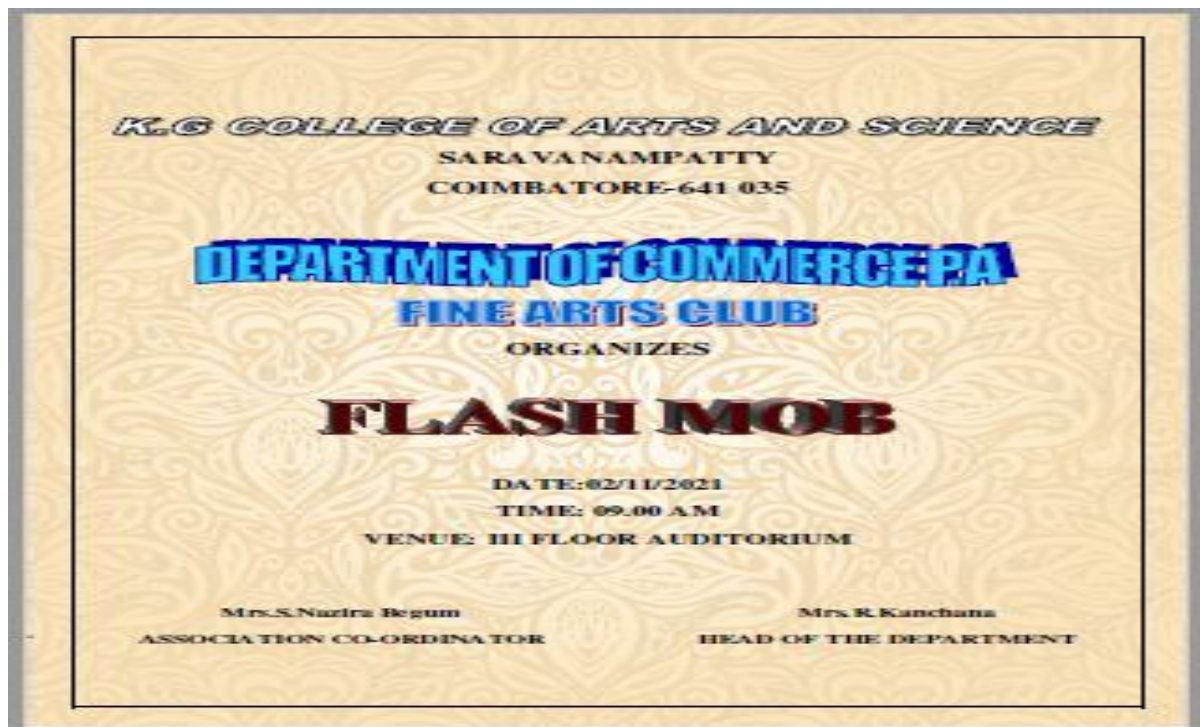 K.G COLLEGE OF ARTS AND SCIENCE
SARAVANAMPATTY
COIMBATORE-641 035
DEPARTMENT OF COMMERCE P.A
FINE ARTS CLUB
ORGANIZES
FLASH MOB
DATE:02/11/2021
TIME: 09.00 AM
VENUE: III FLOOR AUDITORIUM
Mrs.S.Nazira Begum Mrs.R.Kanchana
ASSOCIATION CO-ORDINATOR HEAD OF THE DEPARTMENT